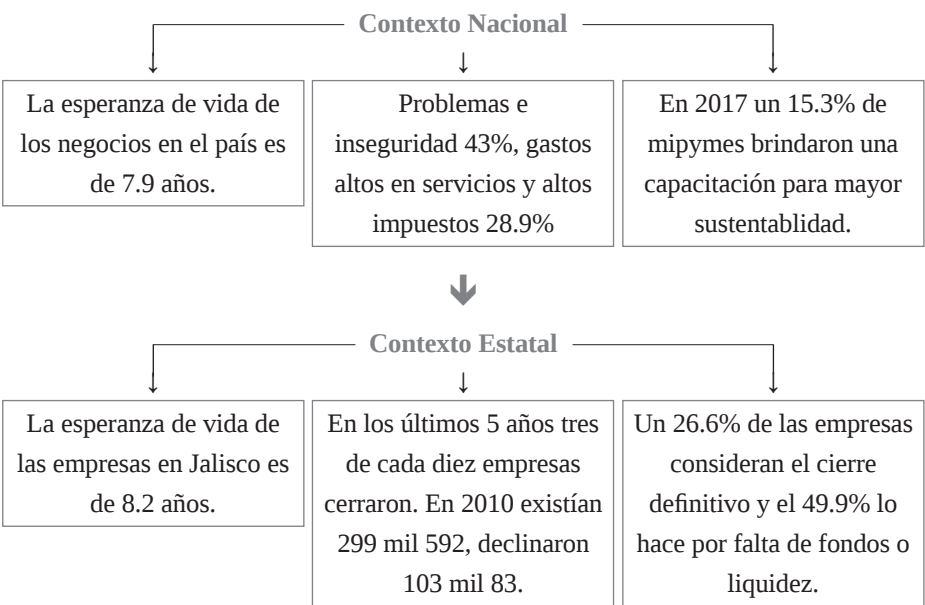 Contexto Nacional
La esperanza de vida de
los negocios en el país es
de 7.9 años.
Problemas e
inseguridad 43%, gastos
altos en servicios y altos
impuestos 28.9%
En 2017 un 15.3% de
mipymes brindaron una
capacitación para mayor
sustentablidad.
Contexto Estatal
La esperanza de vida de
las empresas en Jalisco es
de 8.2 años.
En los últimos 5 años tres
de cada diez empresas
cerraron. En 2010 existían
299 mil 592, declinaron
103 mil 83.
Un 26.6% de las empresas
consideran el cierre
definitivo y el 49.9% lo
hace por falta de fondos o
liquidez.